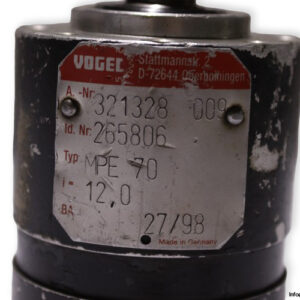 VOGEL
Stattmannstr. 2
D-72644 Oberboihingen
A. -Nr. 321328 009
Id. Nr. 265806
Typ MPE 70
i = 12,0
BA 27/98
Made in Germany